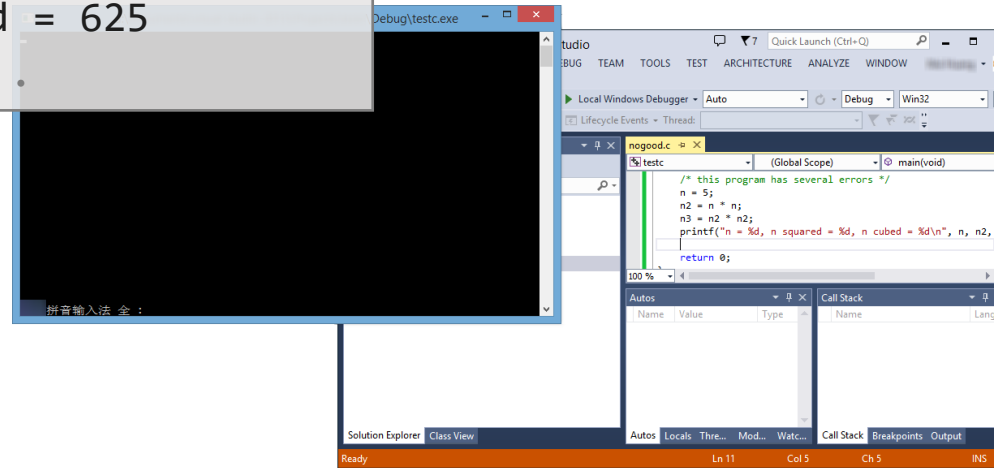 d = 625
Debug\testc.exe
tudio
7
Quick Launch (Ctrl+Q)
BUG TEAM TOOLS TEST ARCHITECTURE ANALYZE WINDOW
Local Windows Debugger Auto Debug Win32
Lifecycle Events Thread:
nogood.c
testc (Global Scope) main(void)
/* this program has several errors */
n = 5;
n2 = n * n;
n3 = n2 * n2;
printf("n = %d, n squared = %d, n cubed = %d\n", n, n2,
return 0;
}
100 %
拼音输入法 全 :
Autos
Name Value Type
Call Stack
Name Lang
Solution Explorer Class View
Autos Locals Thre... Mod... Watc...
Call Stack Breakpoints Output
Ready Ln 11 Col 5 Ch 5 INS